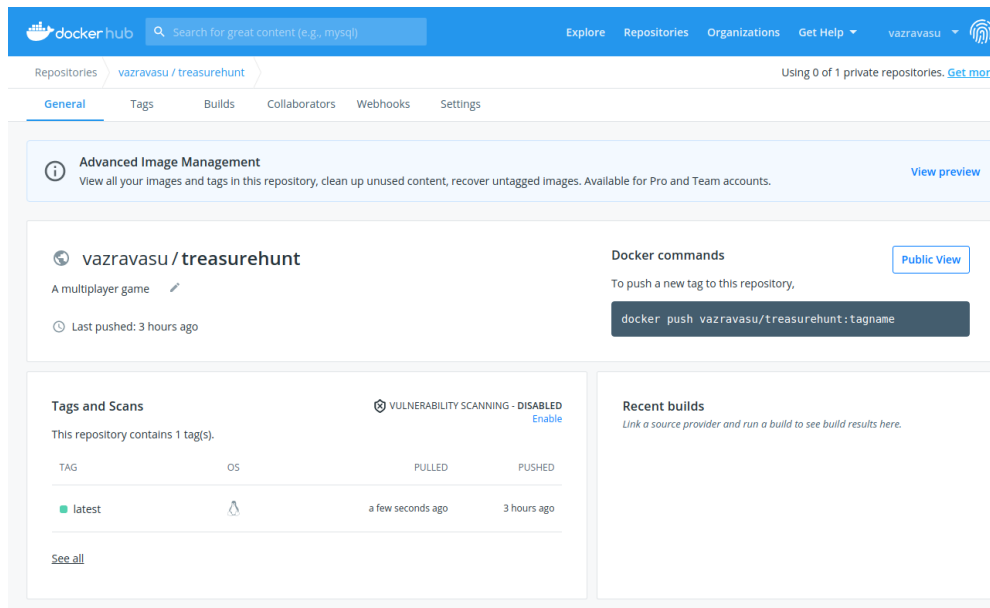 docker hub
Search for great content (e.g., mysql)
Explore
Repositories
Organizations
Get Help
vazravasu
Repositories
vazravasu / treasurehunt
Using 0 of 1 private repositories. Get mor
General
Tags
Builds
Collaborators
Webhooks
Settings
Advanced Image Management
View all your images and tags in this repository, clean up unused content, recover untagged images. Available for Pro and Team accounts.
View preview
vazravasu / treasurehunt
A multiplayer game
Last pushed: 3 hours ago
Docker commands
Public View
To push a new tag to this repository,
docker push vazravasu/treasurehunt:tagname
Tags and Scans
VULNERABILITY SCANNING - DISABLED
Enable
This repository contains 1 tag(s).
TAG
OS
PULLED
PUSHED
latest
a few seconds ago
3 hours ago
See all
Recent builds
Link a source provider and run a build to see build results here.